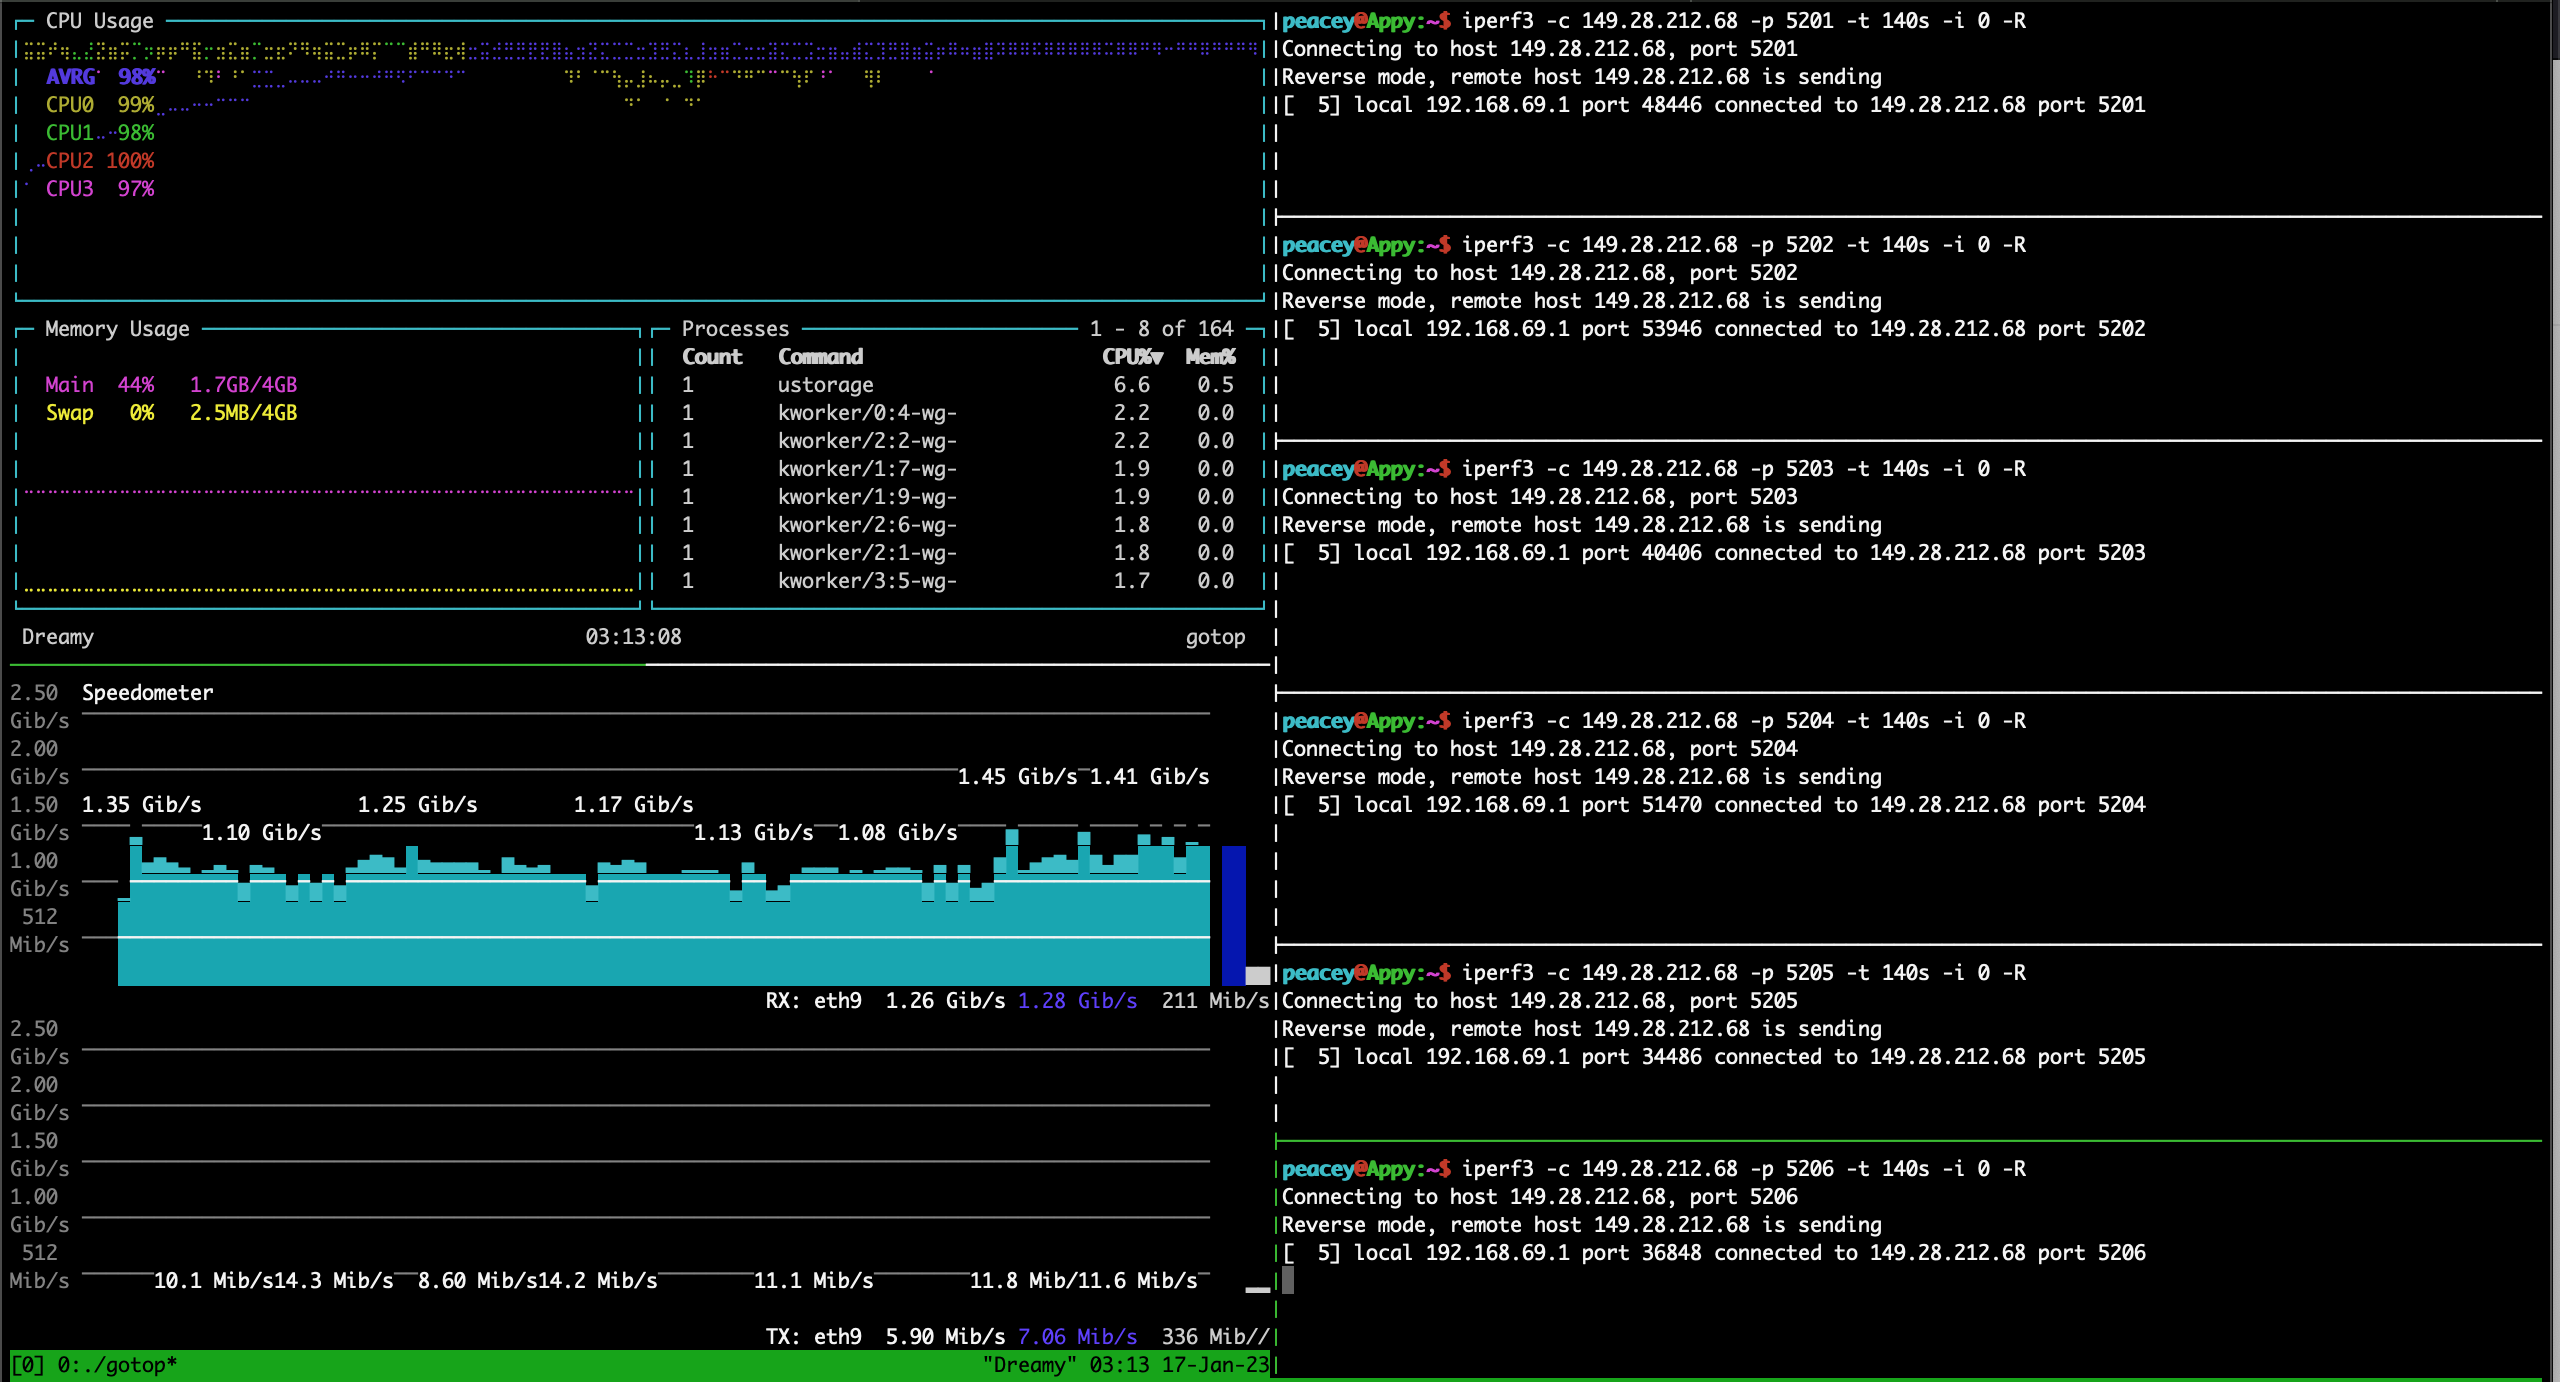 CPU Usage
AVRG 98%
CPU0 99%
CPU1 98%
CPU2 100%
CPU3 97%
Memory Usage
Main 44% 1.7GB/4GB
Swap 0% 2.5MB/4GB
Processes 1 - 8 of 164
Count Command CPU%▼ Mem%
1 ustorage 6.6 0.5
1 kworker/0:4-wg- 2.2 0.0
1 kworker/2:2-wg- 2.2 0.0
1 kworker/1:7-wg- 1.9 0.0
1 kworker/1:9-wg- 1.9 0.0
1 kworker/2:6-wg- 1.8 0.0
1 kworker/2:1-wg- 1.8 0.0
1 kworker/3:5-wg- 1.7 0.0
Dreamy 03:13:08 gotop
2.50 Speedometer
Gib/s
2.00
Gib/s 1.45 Gib/s 1.41 Gib/s
1.50 1.35 Gib/s 1.25 Gib/s 1.17 Gib/s
Gib/s 1.10 Gib/s 1.13 Gib/s 1.08 Gib/s
1.00
Gib/s
512
Mib/s
RX: eth9 1.26 Gib/s 1.28 Gib/s 211 Mib/s
2.50
Gib/s
2.00
Gib/s
1.50
Gib/s
1.00
Gib/s
512
Mib/s 10.1 Mib/s14.3 Mib/s 8.60 Mib/s14.2 Mib/s 11.1 Mib/s 11.8 Mib/11.6 Mib/s
TX: eth9 5.90 Mib/s 7.06 Mib/s 336 Mib//
[0] 0:./gotop* "Dreamy" 03:13 17-Jan-23
peacey@Appy:~$ iperf3 -c 149.28.212.68 -p 5201 -t 140s -i 0 -R
Connecting to host 149.28.212.68, port 5201
Reverse mode, remote host 149.28.212.68 is sending
[ 5] local 192.168.69.1 port 48446 connected to 149.28.212.68 port 5201
peacey@Appy:~$ iperf3 -c 149.28.212.68 -p 5202 -t 140s -i 0 -R
Connecting to host 149.28.212.68, port 5202
Reverse mode, remote host 149.28.212.68 is sending
[ 5] local 192.168.69.1 port 53946 connected to 149.28.212.68 port 5202
peacey@Appy:~$ iperf3 -c 149.28.212.68 -p 5203 -t 140s -i 0 -R
Connecting to host 149.28.212.68, port 5203
Reverse mode, remote host 149.28.212.68 is sending
[ 5] local 192.168.69.1 port 40406 connected to 149.28.212.68 port 5203
peacey@Appy:~$ iperf3 -c 149.28.212.68 -p 5204 -t 140s -i 0 -R
Connecting to host 149.28.212.68, port 5204
Reverse mode, remote host 149.28.212.68 is sending
[ 5] local 192.168.69.1 port 51470 connected to 149.28.212.68 port 5204
peacey@Appy:~$ iperf3 -c 149.28.212.68 -p 5205 -t 140s -i 0 -R
Connecting to host 149.28.212.68, port 5205
Reverse mode, remote host 149.28.212.68 is sending
[ 5] local 192.168.69.1 port 34486 connected to 149.28.212.68 port 5205
peacey@Appy:~$ iperf3 -c 149.28.212.68 -p 5206 -t 140s -i 0 -R
Connecting to host 149.28.212.68, port 5206
Reverse mode, remote host 149.28.212.68 is sending
[ 5] local 192.168.69.1 port 36848 connected to 149.28.212.68 port 5206